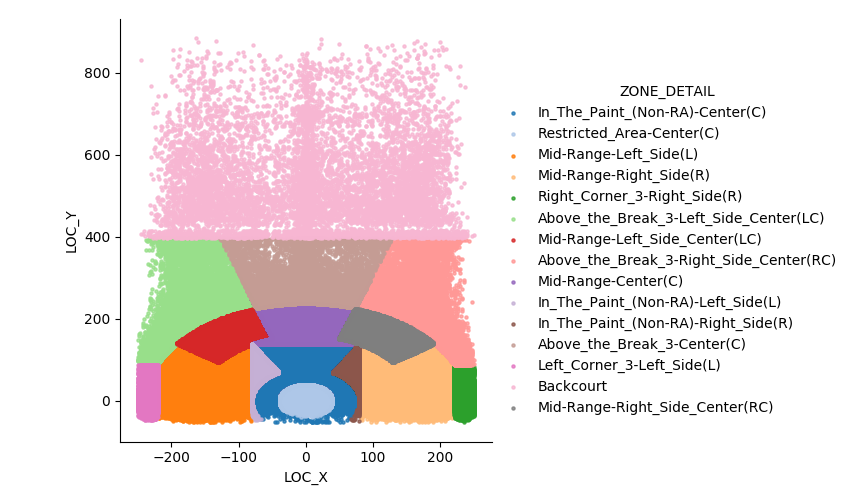 800
600
400
200
0
LOC_Y
−200
−100
0
100
200
LOC_X
ZONE_DETAIL
In_The_Paint_(Non-RA)-Center(C)
Restricted_Area-Center(C)
Mid-Range-Left_Side(L)
Mid-Range-Right_Side(R)
Right_Corner_3-Right_Side(R)
Above_the_Break_3-Left_Side_Center(LC)
Mid-Range-Left_Side_Center(LC)
Above_the_Break_3-Right_Side_Center(RC)
Mid-Range-Center(C)
In_The_Paint_(Non-RA)-Left_Side(L)
In_The_Paint_(Non-RA)-Right_Side(R)
Above_the_Break_3-Center(C)
Left_Corner_3-Left_Side(L)
Backcourt
Mid-Range-Right_Side_Center(RC)